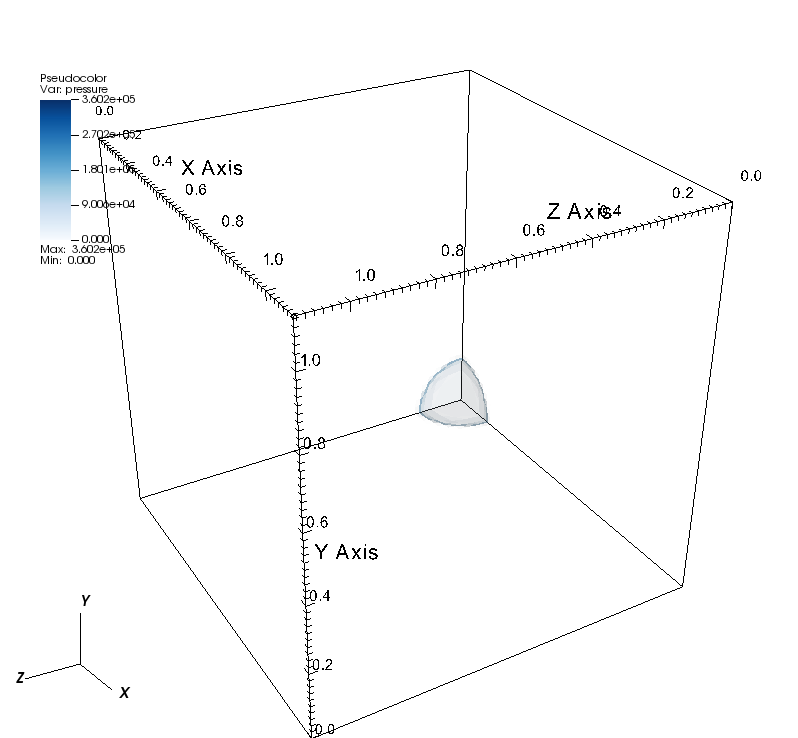 Pseudocolor
Var: pressure
3.602e+05
0.0
2.702e+05
1.801e+05
9.006e+04
0.000
Max: 3.602e+05
Min: 0.000
0.4
X Axis
0.6
0.8
1.0
0.0
0.2
Z Axis
0.4
0.6
0.8
1.0
1.0
0.8
0.6
Y Axis
0.4
0.2
0.0
Y
Z
X